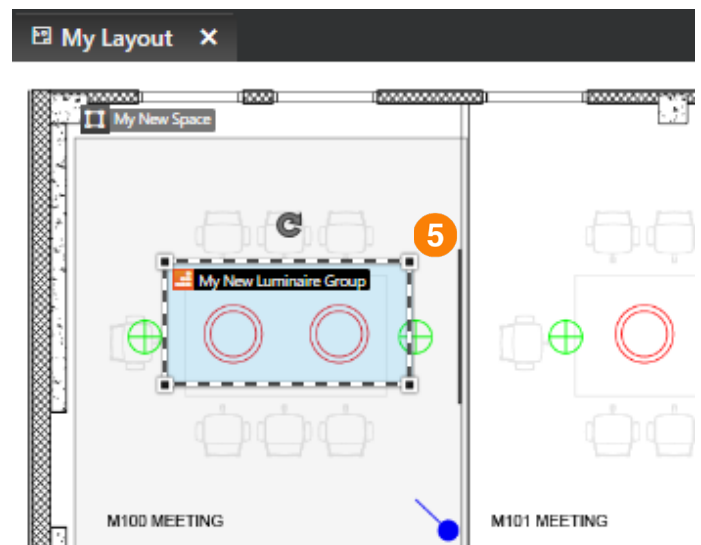 My Layout
My New Space
5
My New Luminaire Group
M100 MEETING
M101 MEETING